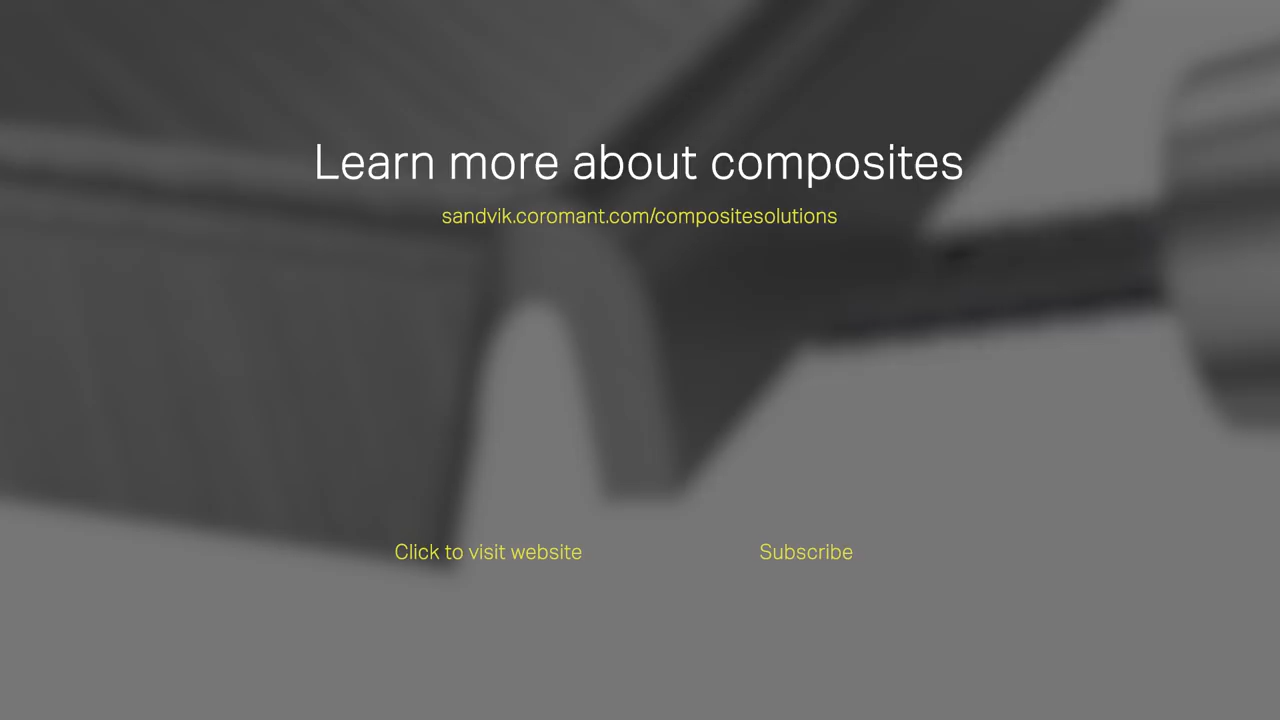 Learn more about composites
sandvik.coromant.com/compositesolutions
Click to visit website
Subscribe